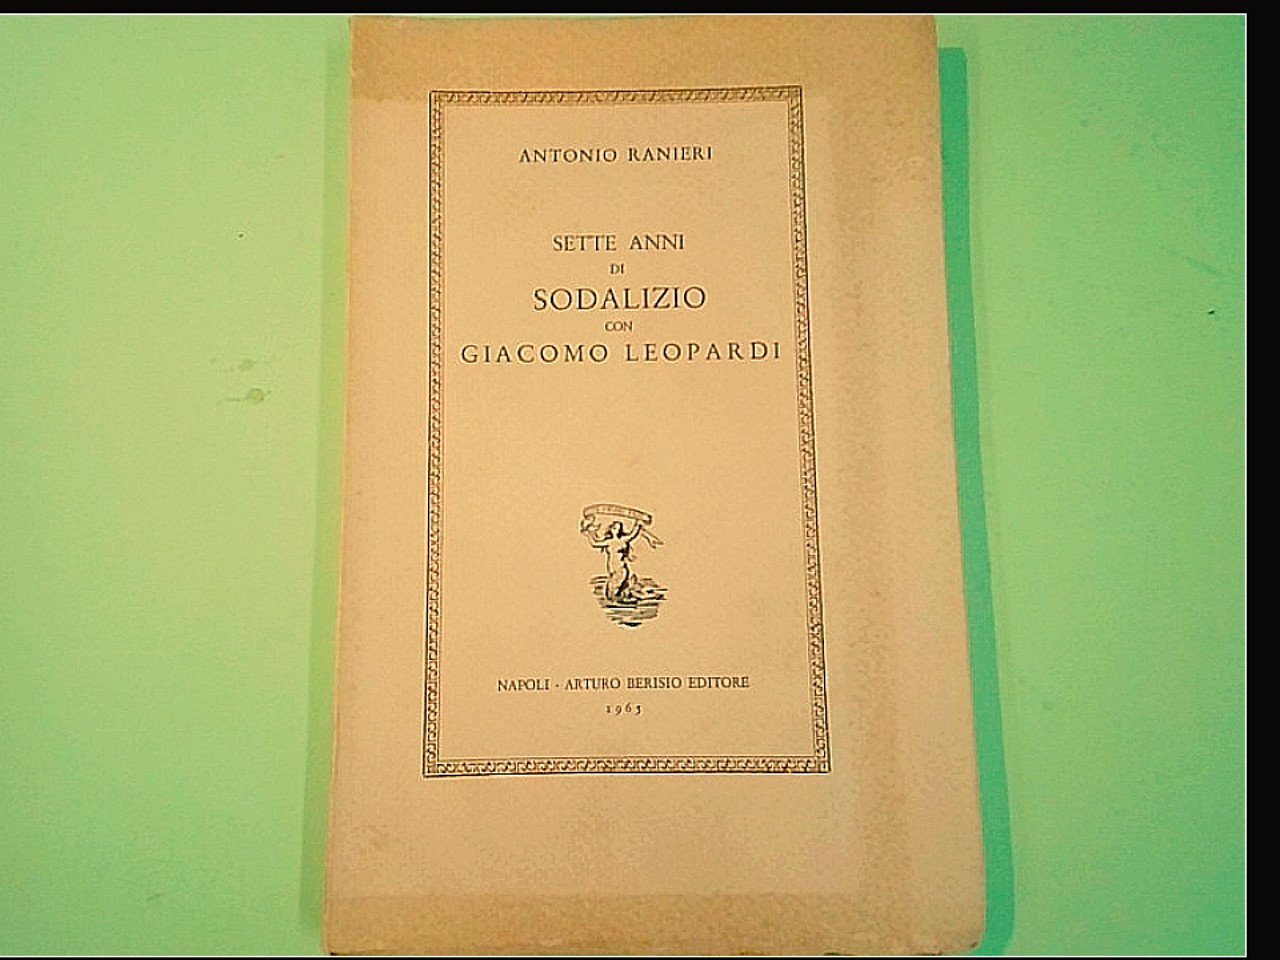 ANTONIO RANIERI
SETTE ANNI
DI
SODALIZIO
CON
GIACOMO LEOPARDI
NAPOLI · ARTURO BERISIO EDITORE
1965